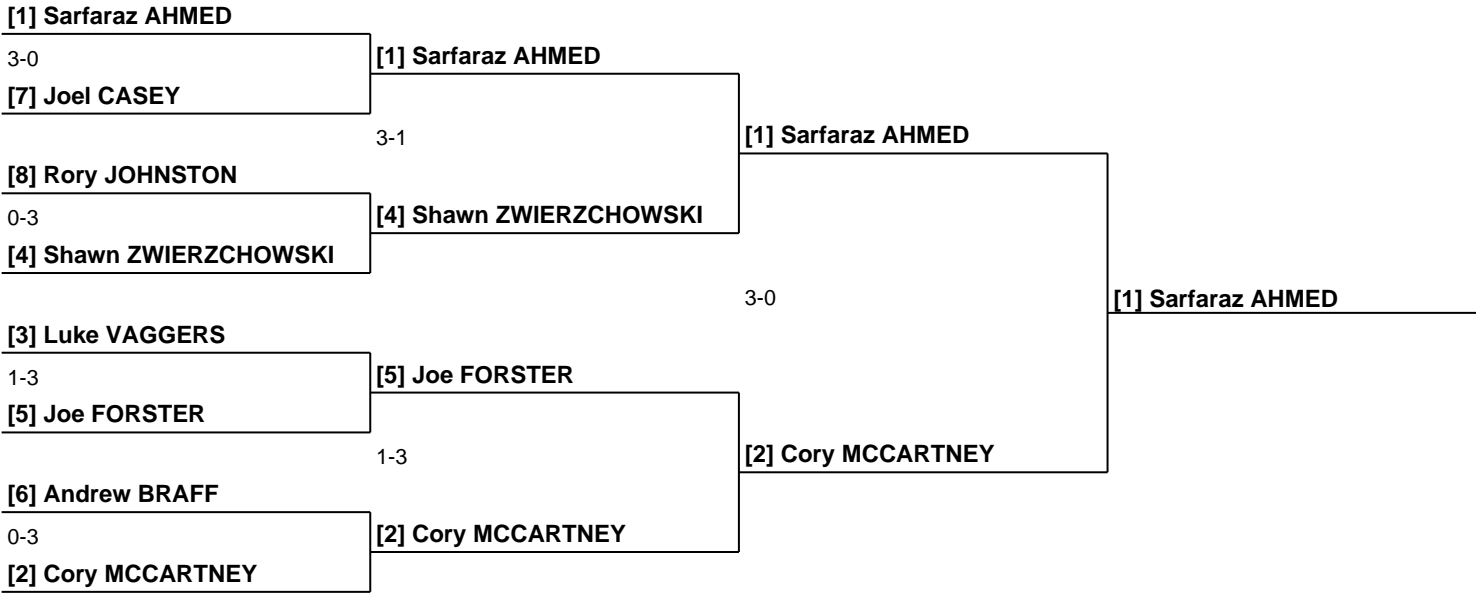 [1] Sarfaraz AHMED
3-0
[7] Joel CASEY
[8] Rory JOHNSTON
0-3
[4] Shawn ZWIERZCHOWSKI
[3] Luke VAGGERS
1-3
[5] Joe FORSTER
[6] Andrew BRAFF
0-3
[2] Cory MCCARTNEY
[1] Sarfaraz AHMED
3-1
[4] Shawn ZWIERZCHOWSKI
[5] Joe FORSTER
1-3
[2] Cory MCCARTNEY
[1] Sarfaraz AHMED
3-0
[2] Cory MCCARTNEY
[1] Sarfaraz AHMED